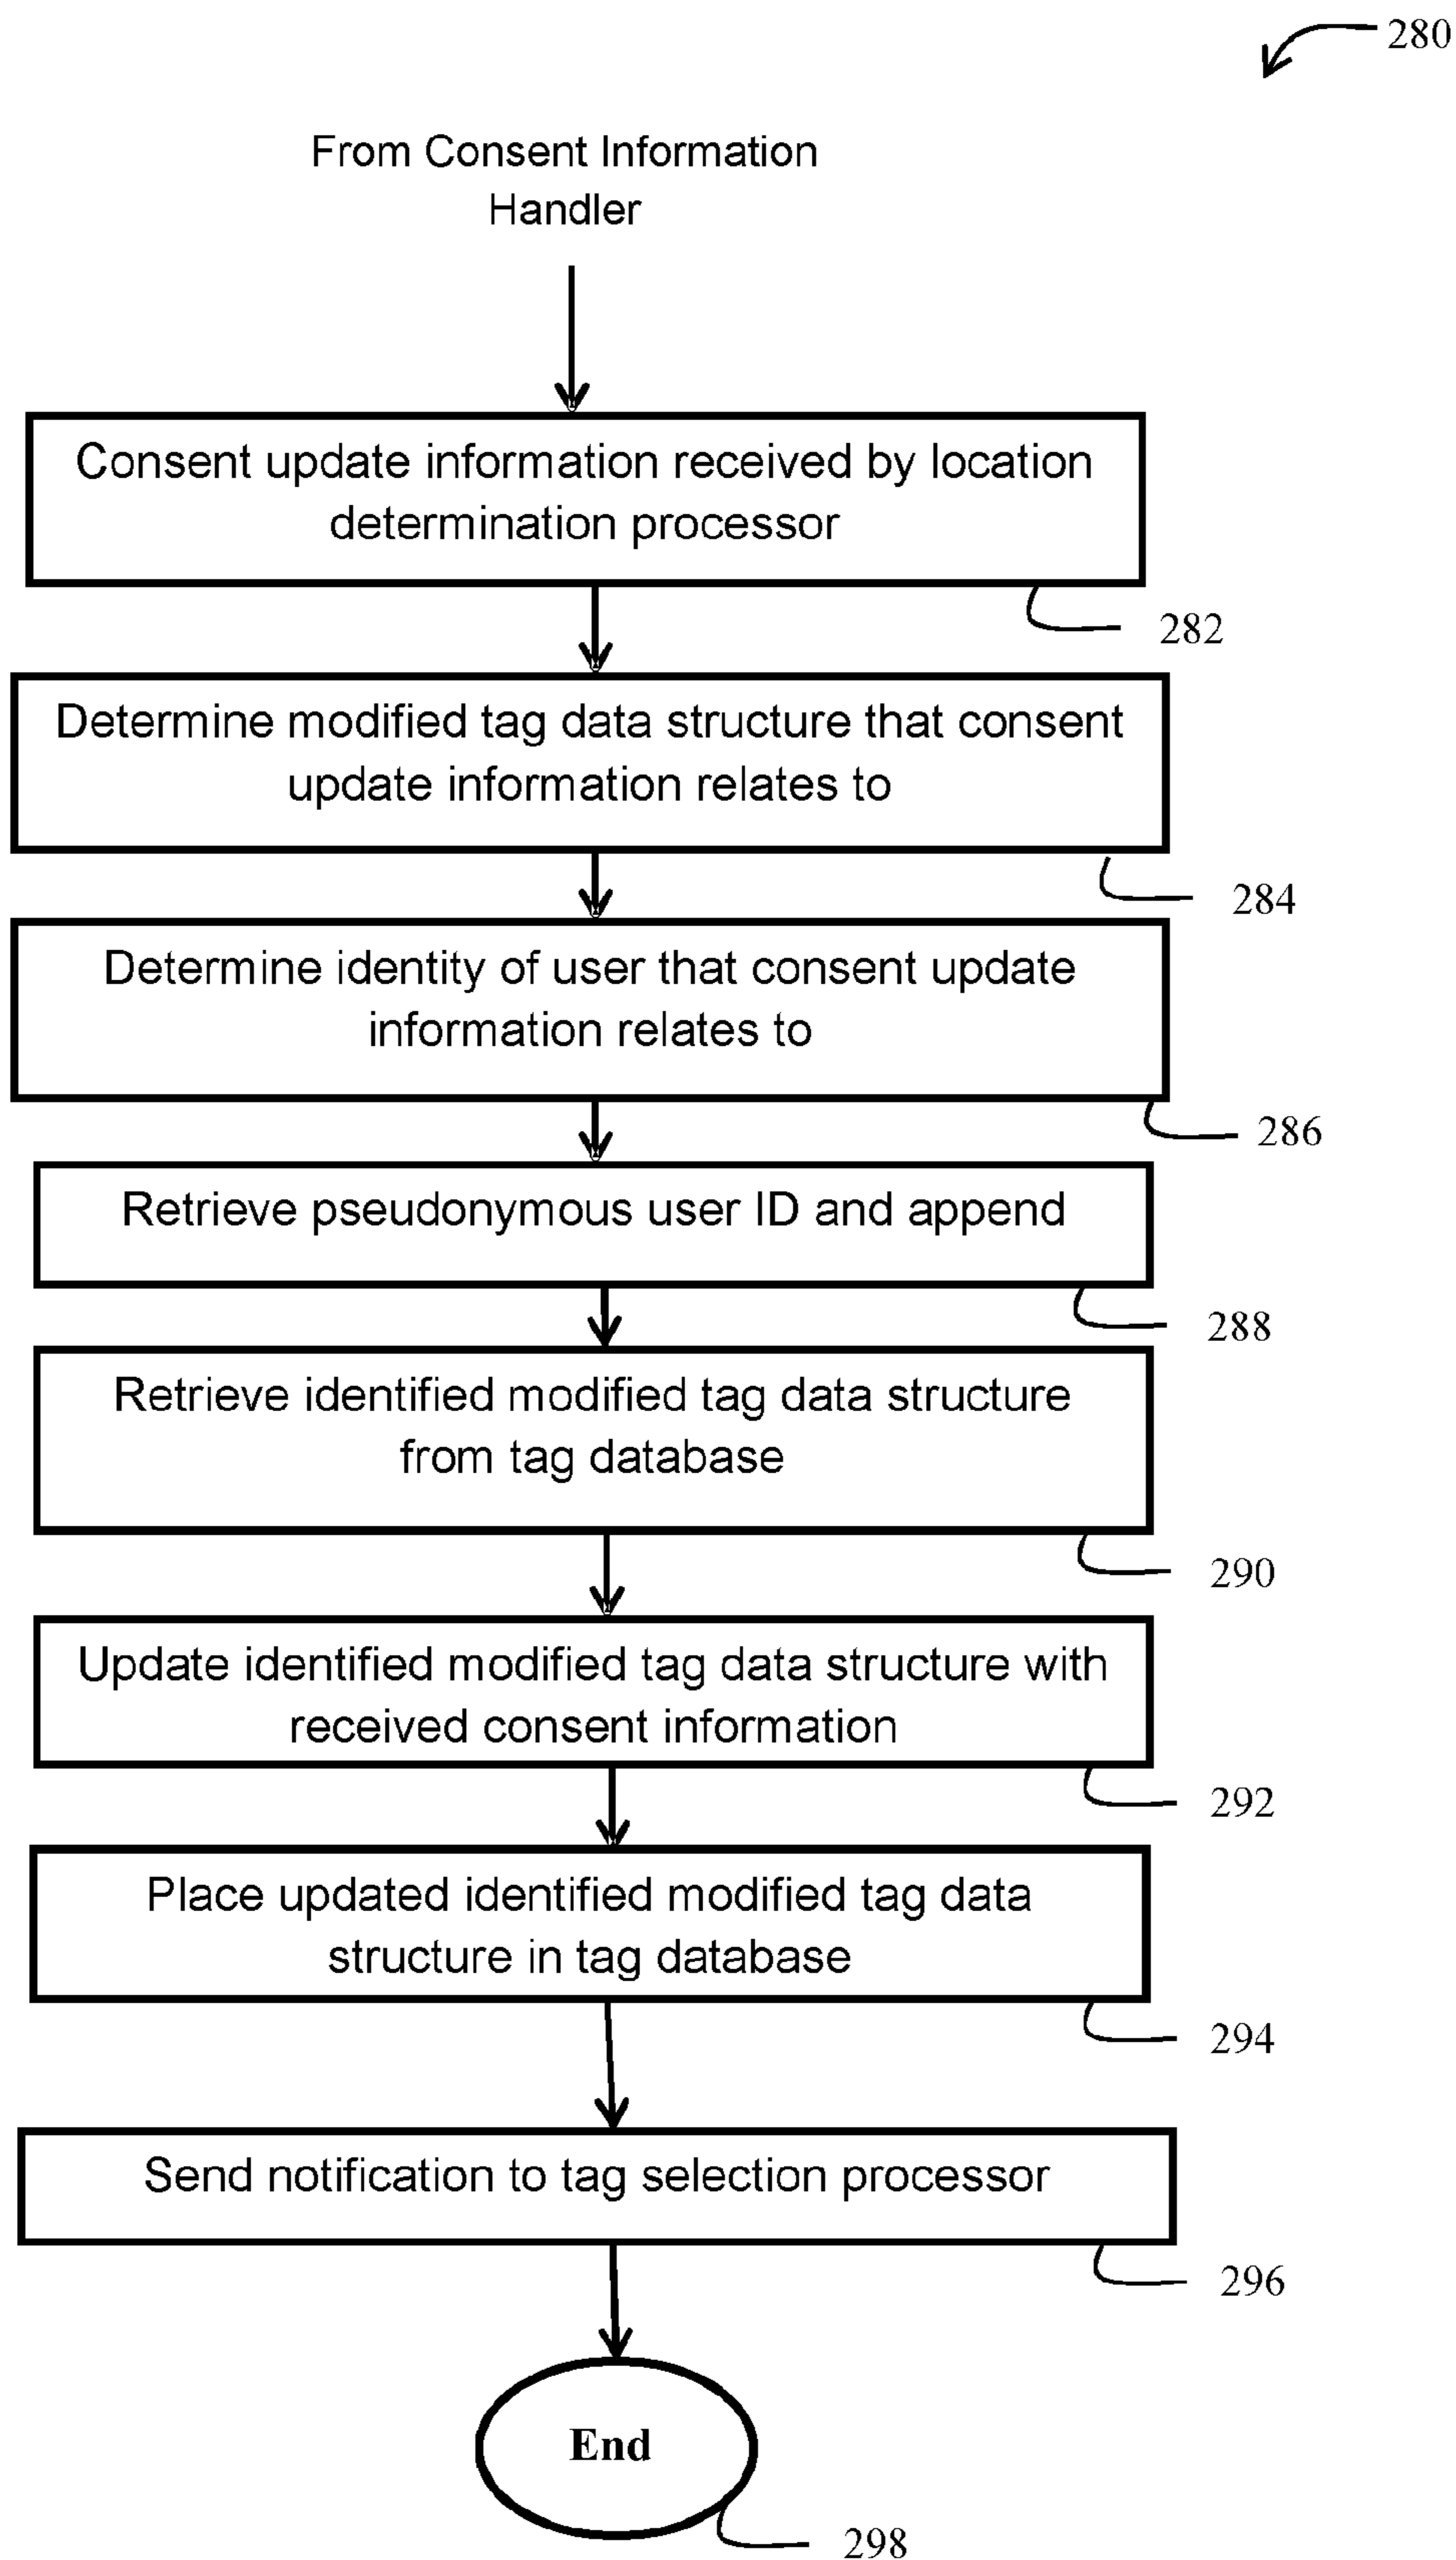 280
From Consent Information
Handler
Consent update information received by location
determination processor
282
Determine modified tag data structure that consent
update information relates to
284
Determine identity of user that consent update
information relates to
286
Retrieve pseudonymous user ID and append
288
Retrieve identified modified tag data structure
from tag database
290
Update identified modified tag data structure with
received consent information
292
Place updated identified modified tag data
structure in tag database
294
Send notification to tag selection processor
296
End
298